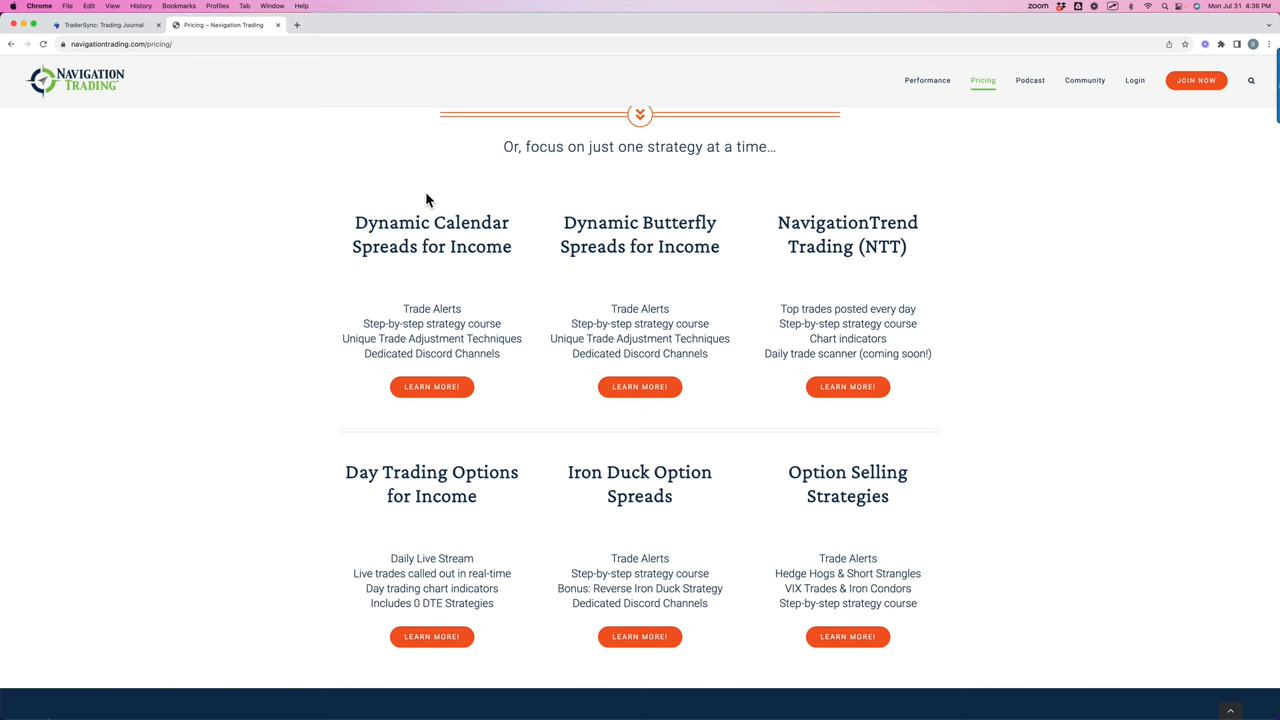 Chrome File Edit View History Bookmarks Profiles Tab Window Help
zoom Mon Jul 31 4:36 PM
TraderSync: Trading Journal
Pricing – Navigation Trading
navigationtrading.com/pricing/
NAVIGATION
TRADING
Performance Pricing Podcast Community Login JOIN NOW
Or, focus on just one strategy at a time…
Dynamic Calendar
Spreads for Income
Trade Alerts
Step-by-step strategy course
Unique Trade Adjustment Techniques
Dedicated Discord Channels
LEARN MORE!
Dynamic Butterfly
Spreads for Income
Trade Alerts
Step-by-step strategy course
Unique Trade Adjustment Techniques
Dedicated Discord Channels
LEARN MORE!
NavigationTrend
Trading (NTT)
Top trades posted every day
Step-by-step strategy course
Chart indicators
Daily trade scanner (coming soon!)
LEARN MORE!
Day Trading Options
for Income
Daily Live Stream
Live trades called out in real-time
Day trading chart indicators
Includes 0 DTE Strategies
LEARN MORE!
Iron Duck Option
Spreads
Trade Alerts
Step-by-step strategy course
Bonus: Reverse Iron Duck Strategy
Dedicated Discord Channels
LEARN MORE!
Option Selling
Strategies
Trade Alerts
Hedge Hogs & Short Strangles
VIX Trades & Iron Condors
Step-by-step strategy course
LEARN MORE!